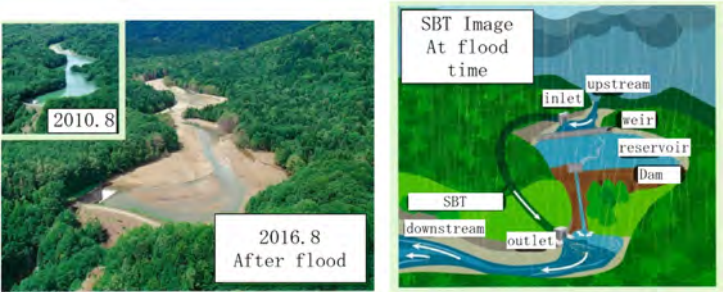 2010.8
2016.8
After flood
SBT Image
At flood
time
upstream
inlet
weir
reservoir
Dam
SBT
downstream
outlet